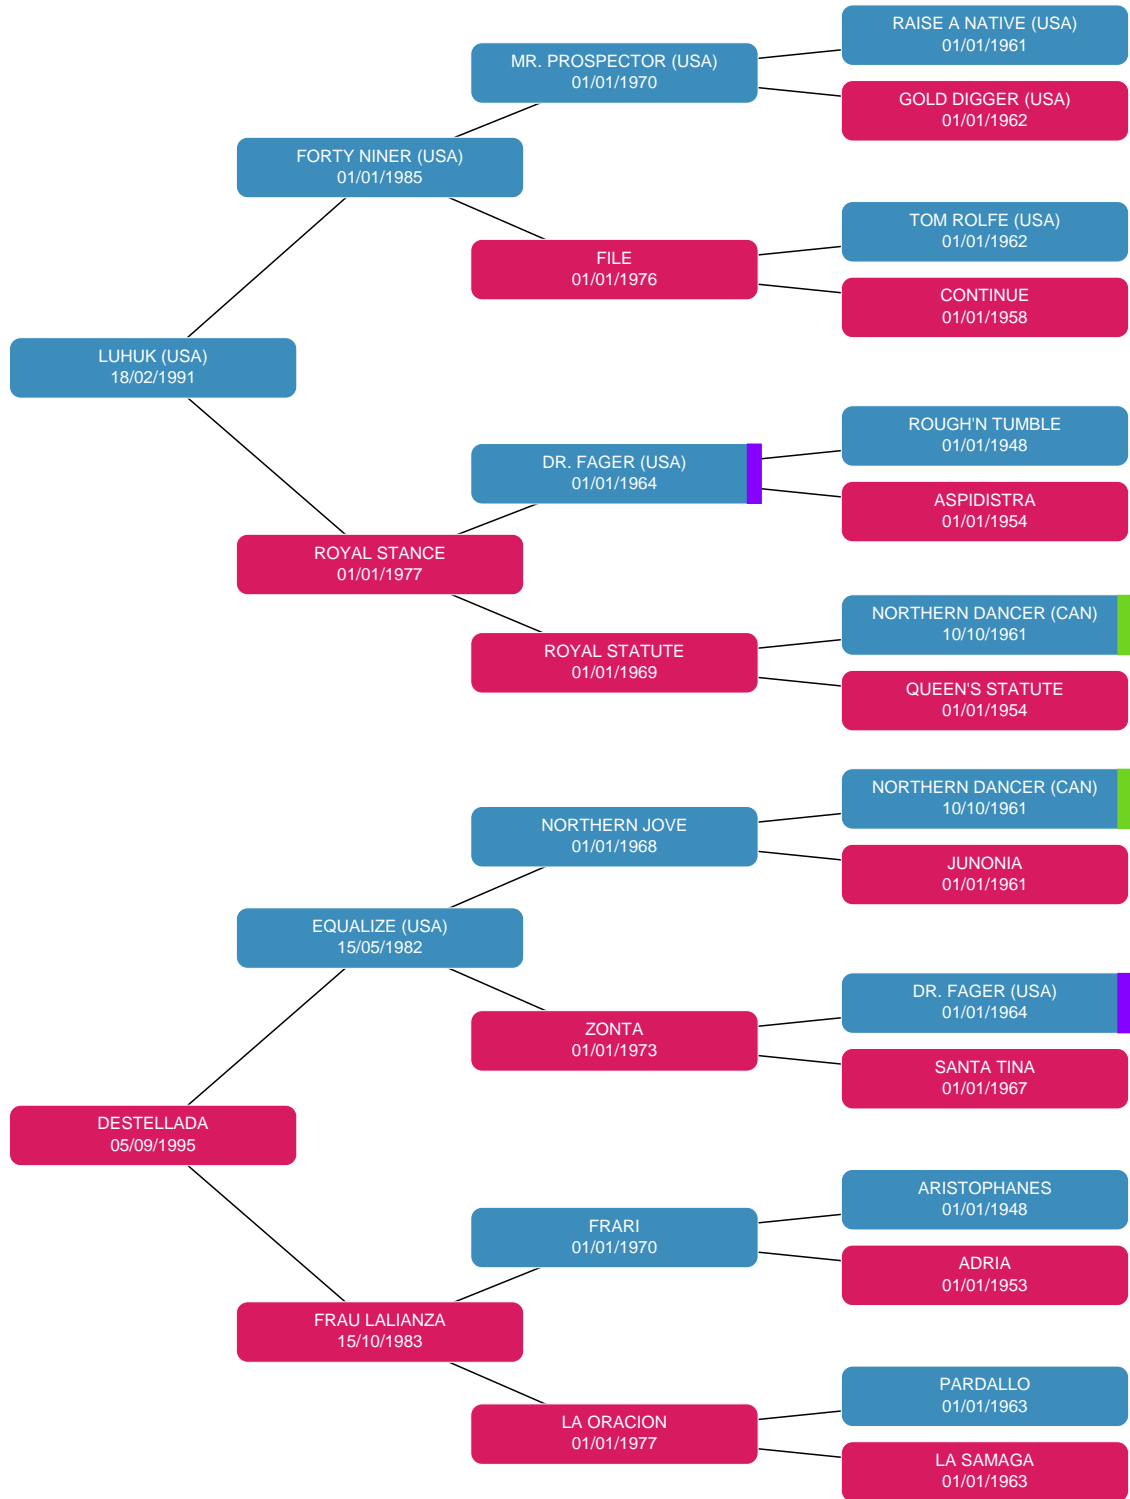 RAISE A NATIVE (USA)
01/01/1961
MR. PROSPECTOR (USA)
01/01/1970
GOLD DIGGER (USA)
01/01/1962
FORTY NINER (USA)
01/01/1985
TOM ROLFE (USA)
01/01/1962
FILE
01/01/1976
CONTINUE
01/01/1958
LUHUK (USA)
18/02/1991
ROUGH'N TUMBLE
01/01/1948
DR. FAGER (USA)
01/01/1964
ASPIDISTRA
01/01/1954
ROYAL STANCE
01/01/1977
NORTHERN DANCER (CAN)
10/10/1961
ROYAL STATUTE
01/01/1969
QUEEN'S STATUTE
01/01/1954
NORTHERN DANCER (CAN)
10/10/1961
NORTHERN JOVE
01/01/1968
JUNONIA
01/01/1961
EQUALIZE (USA)
15/05/1982
DR. FAGER (USA)
01/01/1964
ZONTA
01/01/1973
SANTA TINA
01/01/1967
DESTELLADA
05/09/1995
ARISTOPHANES
01/01/1948
FRARI
01/01/1970
ADRIA
01/01/1953
FRAU LALIANZA
15/10/1983
PARDALLO
01/01/1963
LA ORACION
01/01/1977
LA SAMAGA
01/01/1963